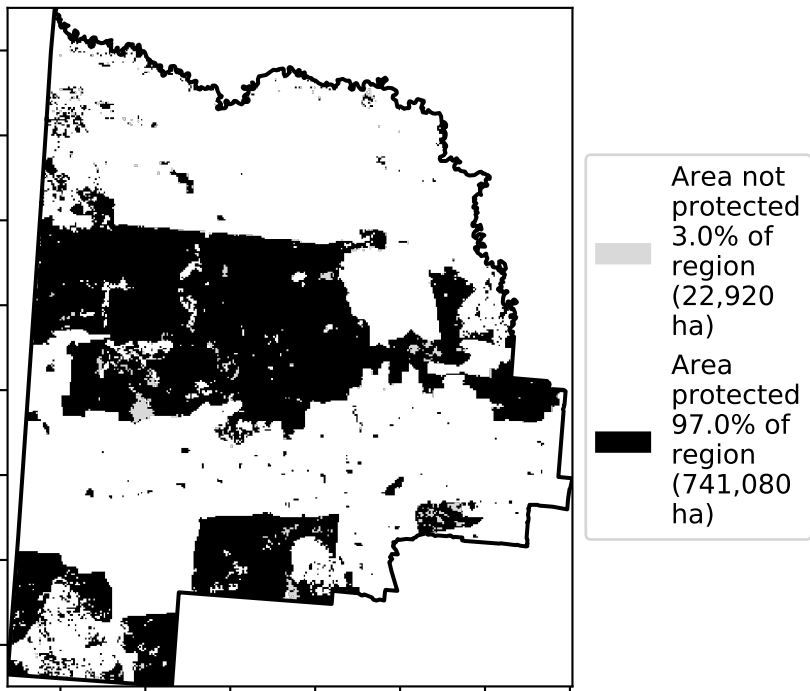 Area not
protected
3.0% of
region
(22,920
ha)
Area
protected
97.0% of
region
(741,080
ha)